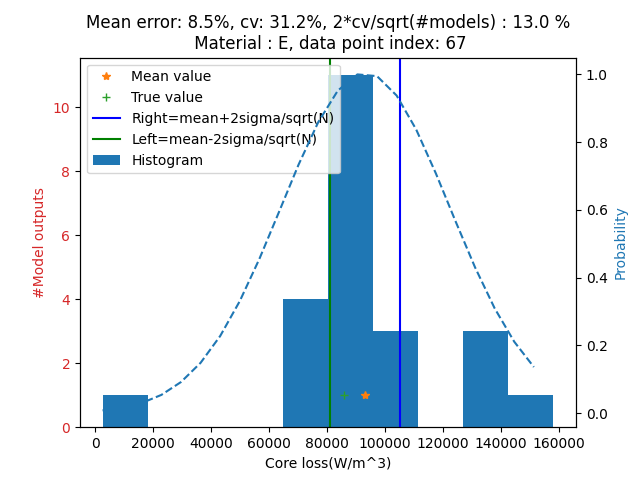 Mean error: 8.5%, cv: 31.2%, 2*cv/sqrt(#models) : 13.0 %
Material : E, data point index: 67
Mean value
True value
Right=mean+2sigma/sqrt(N)
Left=mean-2sigma/sqrt(N)
Histogram
#Model outputs
10
8
6
4
2
0
1.0
0.8
0.6
0.4
0.2
0.0
Probability
0 20000 40000 60000 80000 100000 120000 140000 160000
Core loss(W/m^3)